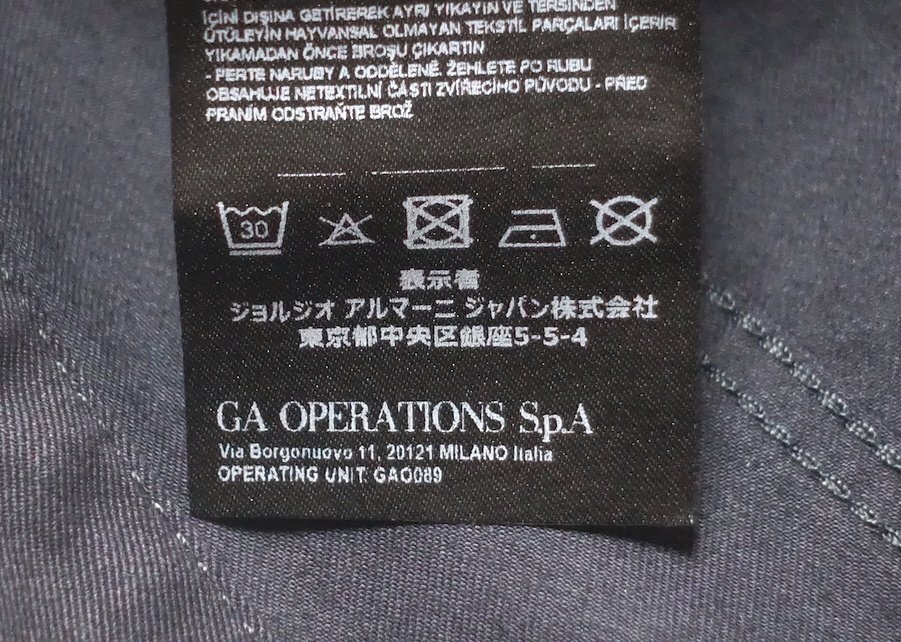 İÇİNİ DIŞINA GETİREREK AYRI YIKAYIN VE TERSİNDEN
ÜTÜLEYİN HAYVANSAL OLMAYAN TEKSTİL PARÇALARI İÇERİR
YIKAMADAN ÖNCE BROŞU ÇIKARTIN
- PERTE NARUBY A ODDĚLENĚ. ŽEHLETE PO RUBU
OBSAHUJE NETEXTILNÍ ČÁSTI ZVÍŘECÍHO PŮVODU - PŘED
PRANÍM ODSTRAŇTE BROŽ
30
表示者
ジョルジオ アルマーニ ジャパン株式会社
東京都中央区銀座5-5-4
GA OPERATIONS S.p.A
Via Borgonuovo 11, 20121 MILANO Italia
OPERATING UNIT: GAO089